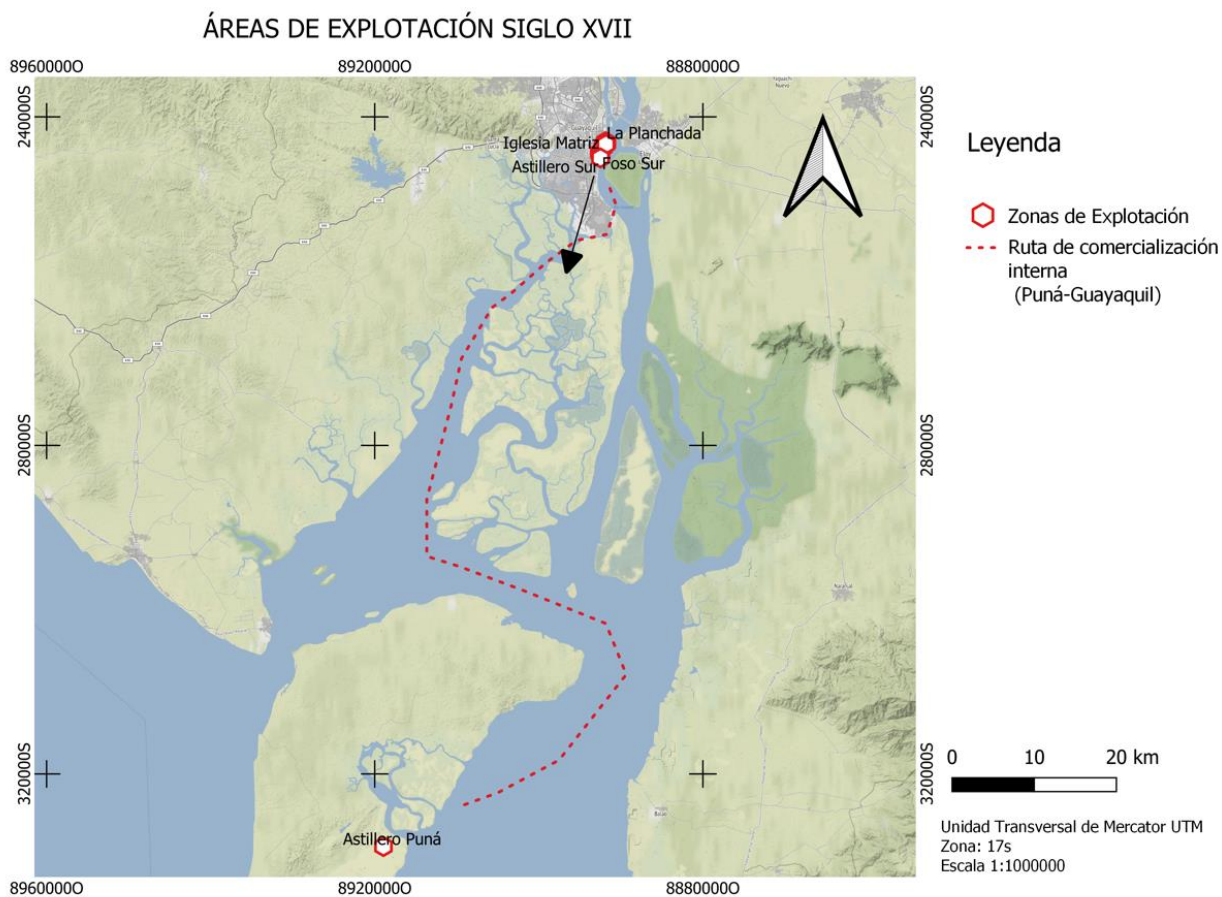 ÁREAS DE EXPLOTACIÓN SIGLO XVII
8960000O 8920000O 8880000O
240000S 240000S
Guayaquil
La Planchada
Iglesia Matriz
Astillero Sur Foso Sur
280000S 280000S
320000S 320000S
Astillero Puná
8960000O 8920000O 8880000O
Leyenda
Zonas de Explotación
Ruta de comercialización
interna
(Puná-Guayaquil)
0 10 20 km
Unidad Transversal de Mercator UTM
Zona: 17s
Escala 1:1000000